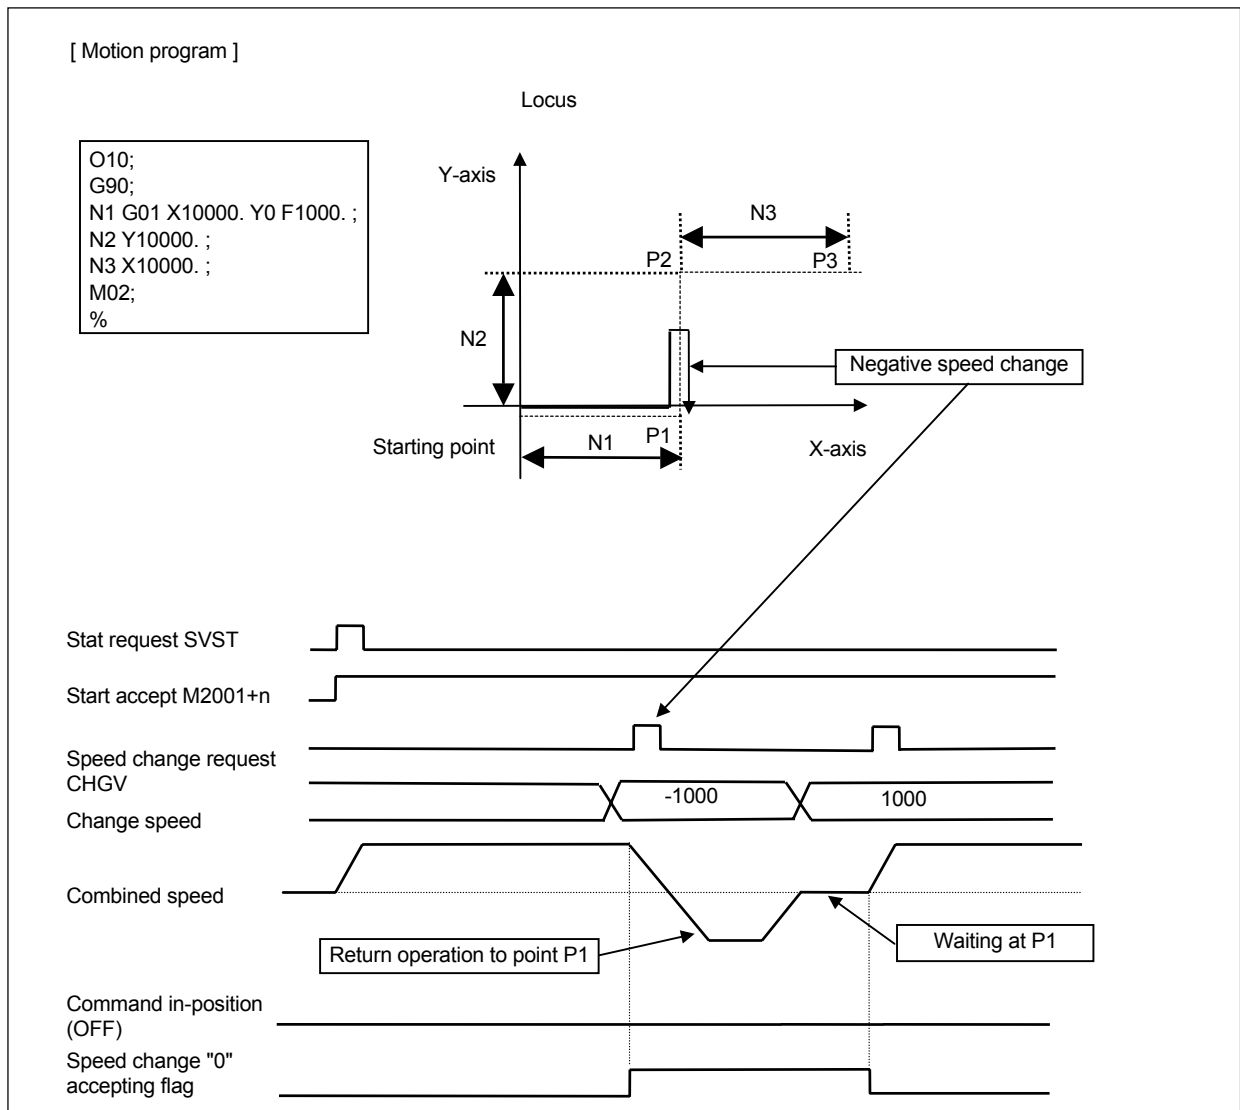 [ Motion program ]
Locus
O10;
G90;
N1 G01 X10000. Y0 F1000. ;
N2 Y10000. ;
N3 X10000. ;
M02;
%
Y-axis
N3
P2
P3
N2
Negative speed change
P1
Starting point
N1
X-axis
Stat request SVST
Start accept M2001+n
Speed change request
CHGV
-1000
1000
Change speed
Combined speed
Return operation to point P1
Waiting at P1
Command in-position
(OFF)
Speed change "0"
accepting flag